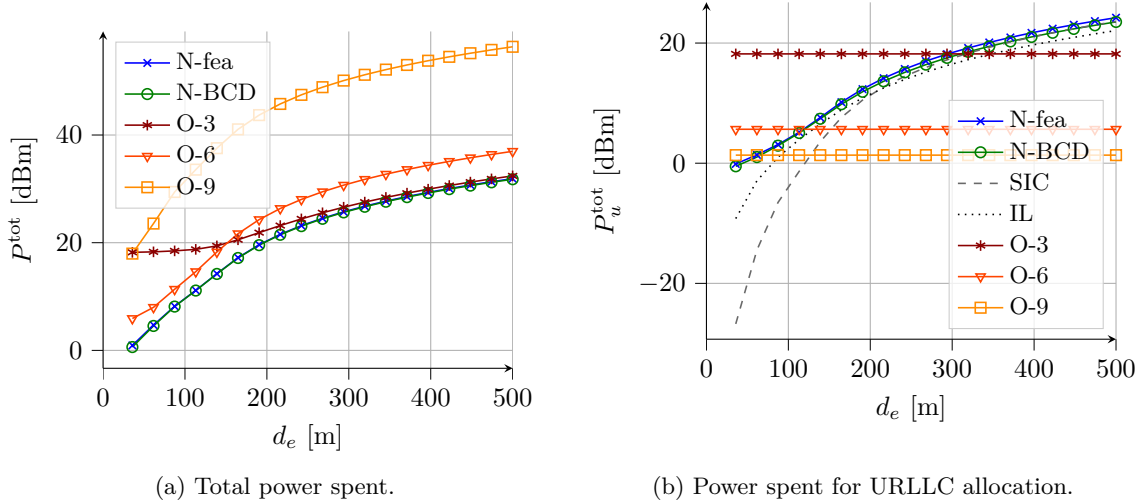 P^tot [dBm]
40
20
0
N-fea
N-BCD
O-3
O-6
O-9
0 100 200 300 400 500
d_e [m]
(a) Total power spent.
P_u^tot [dBm]
20
0
−20
N-fea
N-BCD
SIC
IL
O-3
O-6
O-9
0 100 200 300 400 500
d_e [m]
(b) Power spent for URLLC allocation.